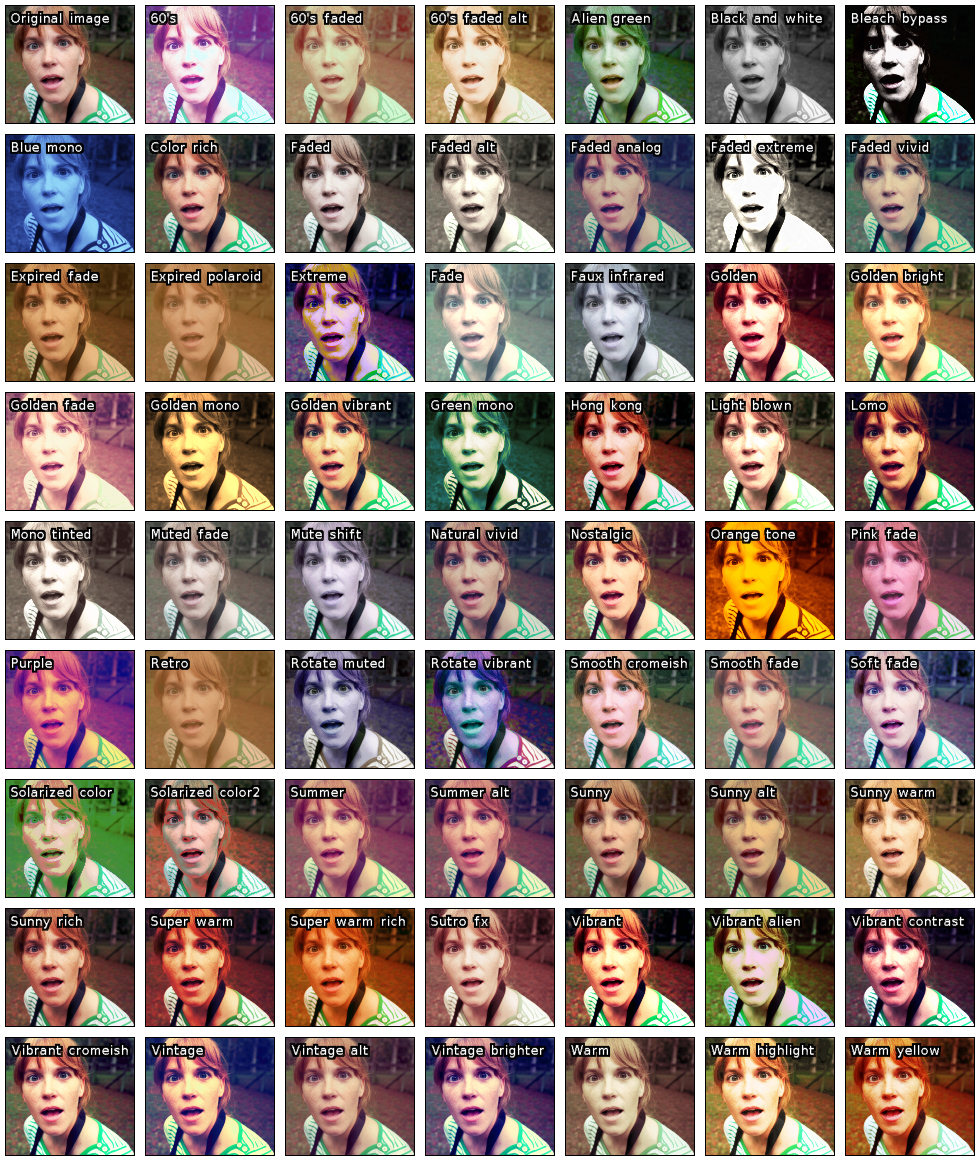 Original image
60's
60's faded
60's faded alt
Alien green
Black and white
Bleach bypass
Blue mono
Color rich
Faded
Faded alt
Faded analog
Faded extreme
Faded vivid
Expired fade
Expired polaroid
Extreme
Fade
Faux infrared
Golden
Golden bright
Golden fade
Golden mono
Golden vibrant
Green mono
Hong kong
Light blown
Lomo
Mono tinted
Muted fade
Mute shift
Natural vivid
Nostalgic
Orange tone
Pink fade
Purple
Retro
Rotate muted
Rotate vibrant
Smooth cromeish
Smooth fade
Soft fade
Solarized color
Solarized color2
Summer
Summer alt
Sunny
Sunny alt
Sunny warm
Sunny rich
Super warm
Super warm rich
Sutro fx
Vibrant
Vibrant alien
Vibrant contrast
Vibrant cromeish
Vintage
Vintage alt
Vintage brighter
Warm
Warm highlight
Warm yellow